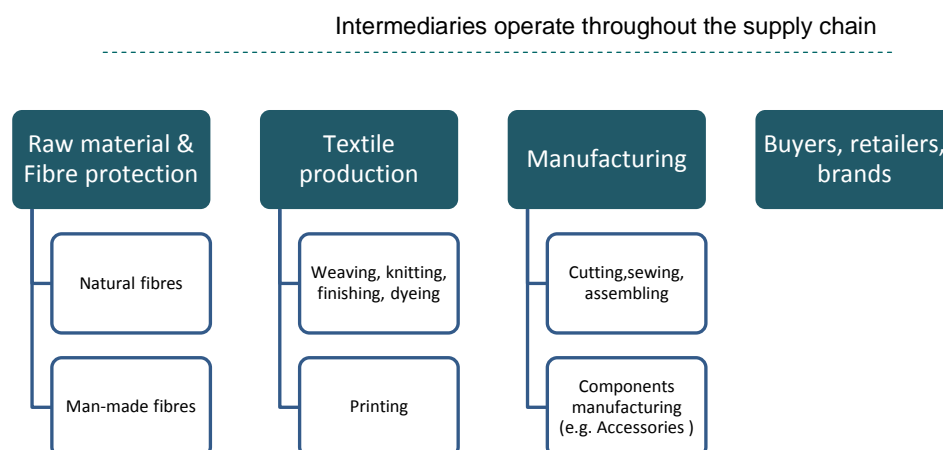 Intermediaries operate throughout the supply chain
Raw material &
Fibre protection
Textile
production
Manufacturing
Buyers, retailers,
brands
Natural fibres
Weaving, knitting,
finishing, dyeing
Cutting,sewing,
assembling
Man-made fibres
Printing
Components
manufacturing
(e.g. Accessories )